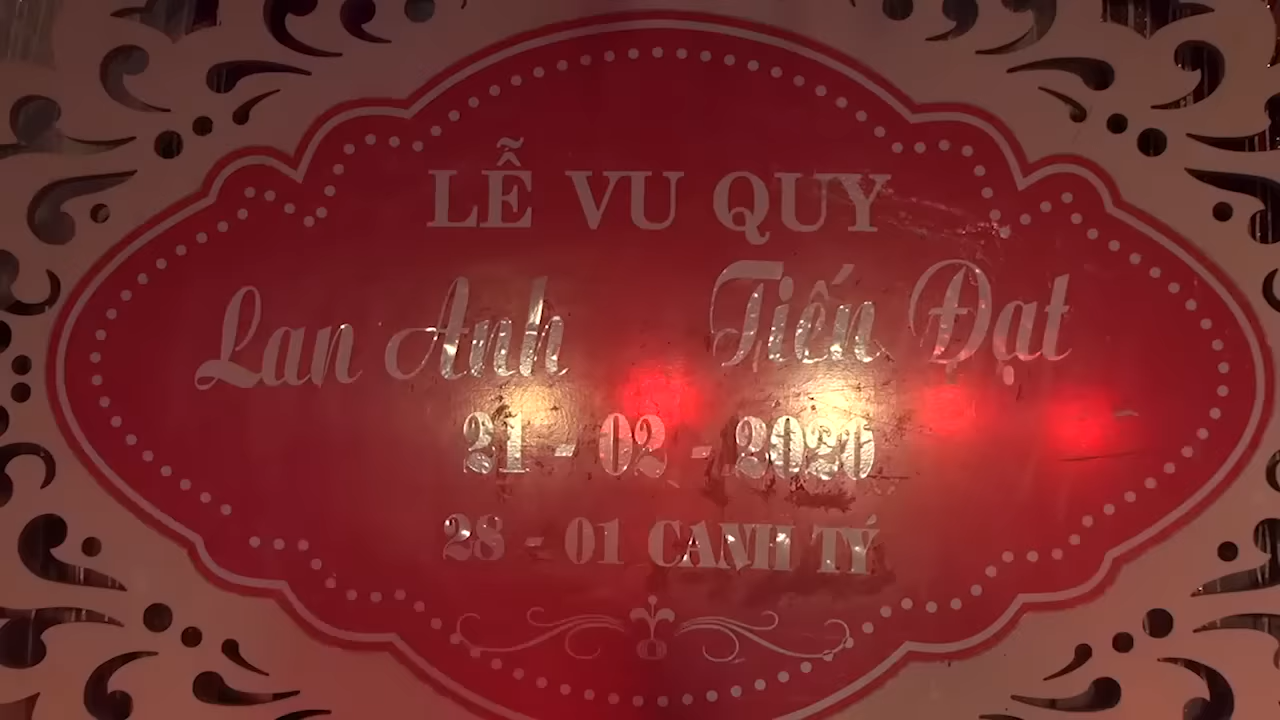 LỄ VU QUY
Lan Anh Tiến Đạt
21 - 02 - 2020
28 - 01 CANH TÝ